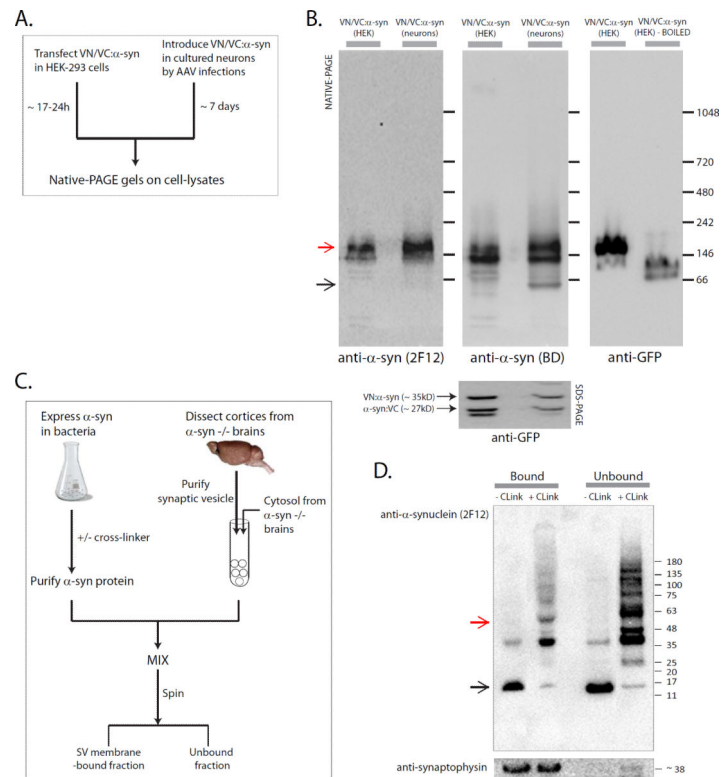 A.
Transfect VN/VC:α-syn
in HEK-293 cells
Introduce VN/VC:α-syn
in cultured neurons
by AAV infections
~ 17-24h
~ 7 days
Native-PAGE gels on cell-lysates
B.
VN/VC:α-syn
(HEK)
VN/VC:α-syn
(neurons)
VN/VC:α-syn
(HEK)
VN/VC:α-syn
(neurons)
VN/VC:α-syn
(HEK)
VN/VC:α-syn
(HEK) - BOILED
NATIVE-PAGE
1048
720
480
242
146
66
anti-α-syn (2F12)
anti-α-syn (BD)
anti-GFP
VN:α-syn (~ 35kD)
α-syn:VC (~ 27kD)
SDS-PAGE
anti-GFP
C.
Express α-syn
in bacteria
Dissect cortices from
α-syn -/- brains
Purify
synaptic vesicle
Cytosol from
α-syn -/-
brains
+/- cross-linker
Purify α-syn protein
MIX
Spin
SV membrane
-bound fraction
Unbound
fraction
D.
Bound
Unbound
- CLink
+ CLink
- CLink
+ CLink
anti-α-synuclein (2F12)
180
135
100
75
63
48
35
25
20
17
11
anti-synaptophysin
~ 38